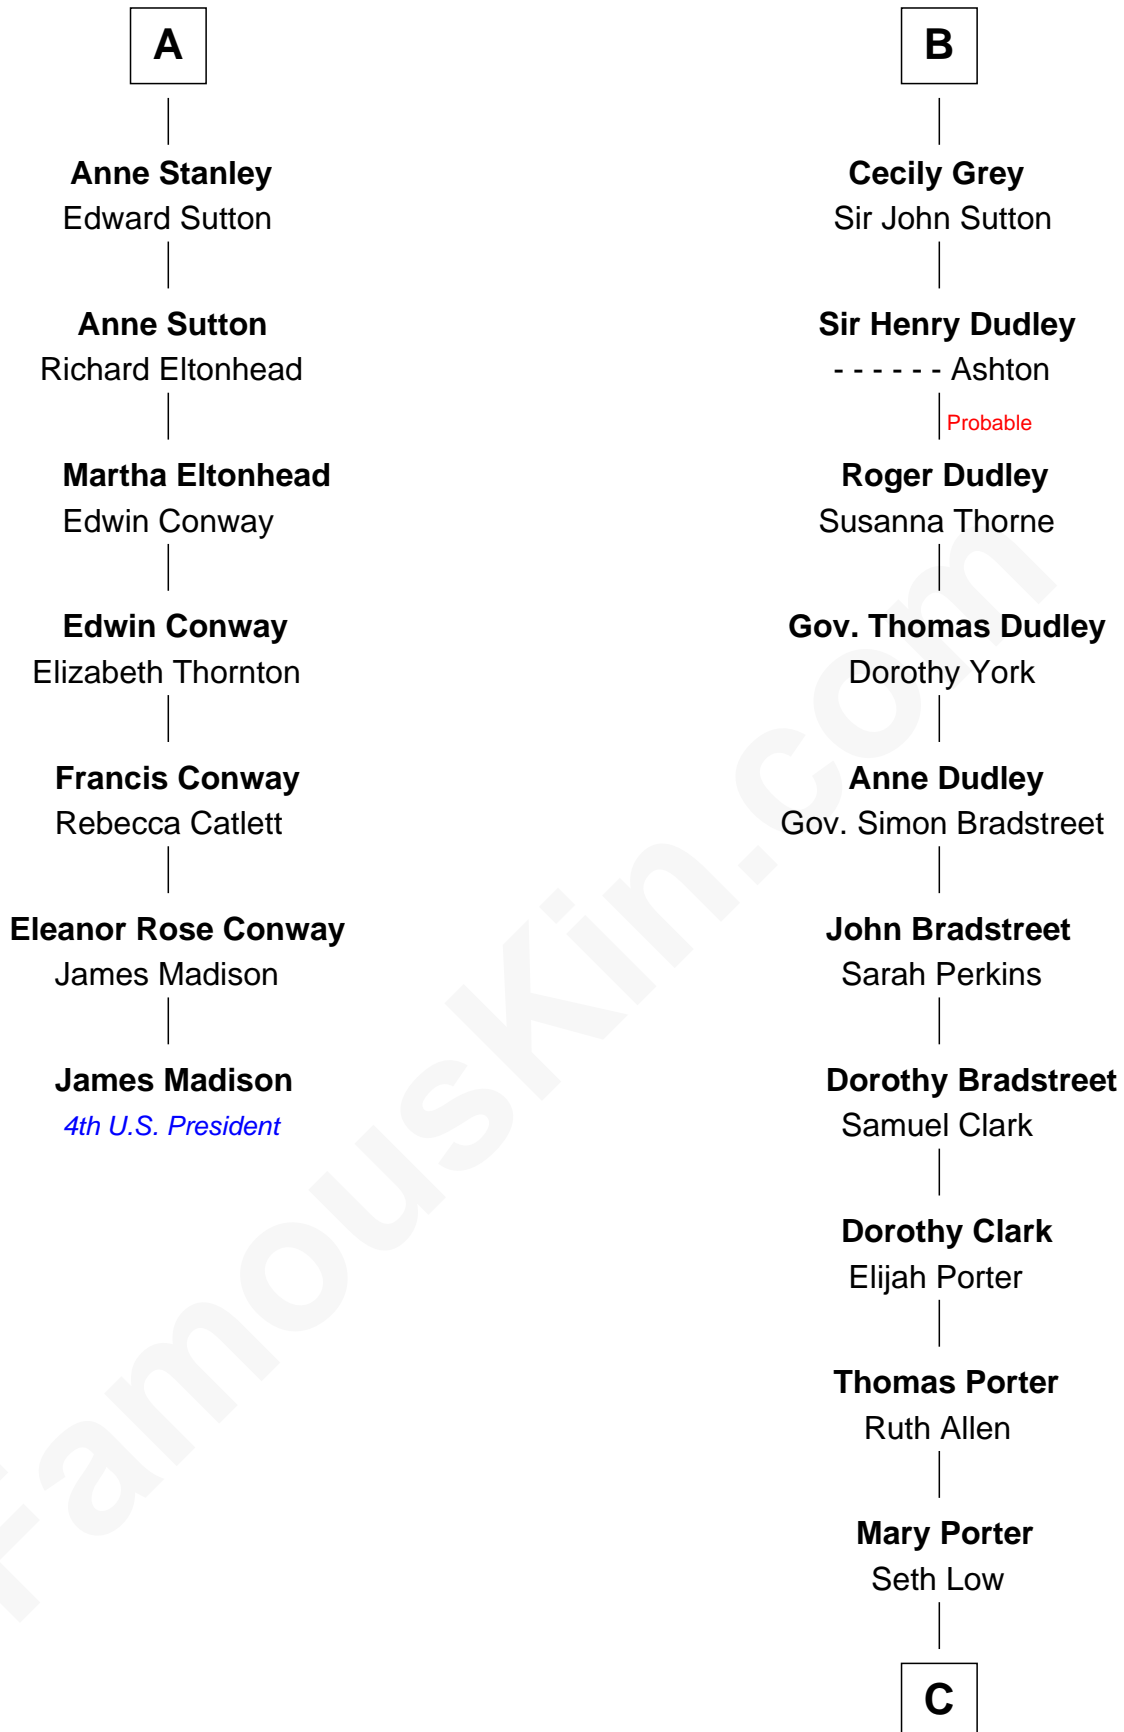 A
Anne Stanley
Edward Sutton
Anne Sutton
Richard Eltonhead
Martha Eltonhead
Edwin Conway
Edwin Conway
Elizabeth Thornton
Francis Conway
Rebecca Catlett
Eleanor Rose Conway
James Madison
James Madison
4th U.S. President
B
Cecily Grey
Sir John Sutton
Sir Henry Dudley
- - - - - - Ashton
Probable
Roger Dudley
Susanna Thorne
Gov. Thomas Dudley
Dorothy York
Anne Dudley
Gov. Simon Bradstreet
John Bradstreet
Sarah Perkins
Dorothy Bradstreet
Samuel Clark
Dorothy Clark
Elijah Porter
Thomas Porter
Ruth Allen
Mary Porter
Seth Low
C
FamousKin.com